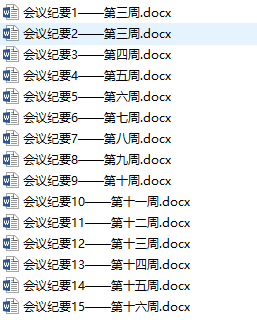 会议纪要1——第三周.docx
会议纪要2——第三周.docx
会议纪要3——第四周.docx
会议纪要4——第五周.docx
会议纪要5——第六周.docx
会议纪要6——第七周.docx
会议纪要7——第八周.docx
会议纪要8——第九周.docx
会议纪要9——第十周.docx
会议纪要10——第十一周.docx
会议纪要11——第十二周.docx
会议纪要12——第十三周.docx
会议纪要13——第十四周.docx
会议纪要14——第十五周.docx
会议纪要15——第十六周.docx